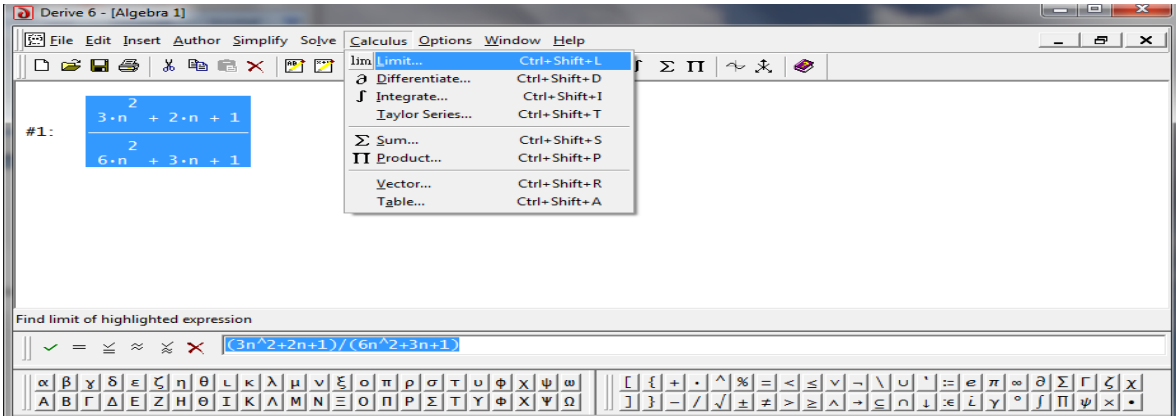 Derive 6 - [Algebra 1]
File Edit Insert Author Simplify Solve Calculus Options Window Help
lim Limit... Ctrl+Shift+L
∂ Differentiate... Ctrl+Shift+D
∫ Integrate... Ctrl+Shift+I
Taylor Series... Ctrl+Shift+T
∑ Sum... Ctrl+Shift+S
∏ Product... Ctrl+Shift+P
Vector... Ctrl+Shift+R
Table... Ctrl+Shift+A
∑ ∏
2
3·n + 2·n + 1
#1:
2
6·n + 3·n + 1
Find limit of highlighted expression
= ≈ (3n^2+2n+1)/(6n^2+3n+1)
α β γ δ ε ζ η θ ι κ λ μ ν ξ ο π ρ σ τ υ φ χ ψ ω [ { + · ^ % = < ≤ ∨ ¬ \ ∪ ` := e π ∞ ∂ Σ Γ ζ χ
Α Β Γ Δ Ε Ζ Η Θ Ι Κ Λ Μ Ν Ξ Ο Π Ρ Σ Τ Υ Φ Χ Ψ Ω ] } − / √ ± ≠ > ≥ ∧ → ⊆ ∩ ↓ :∈ i γ ° ∫ Π ψ × •